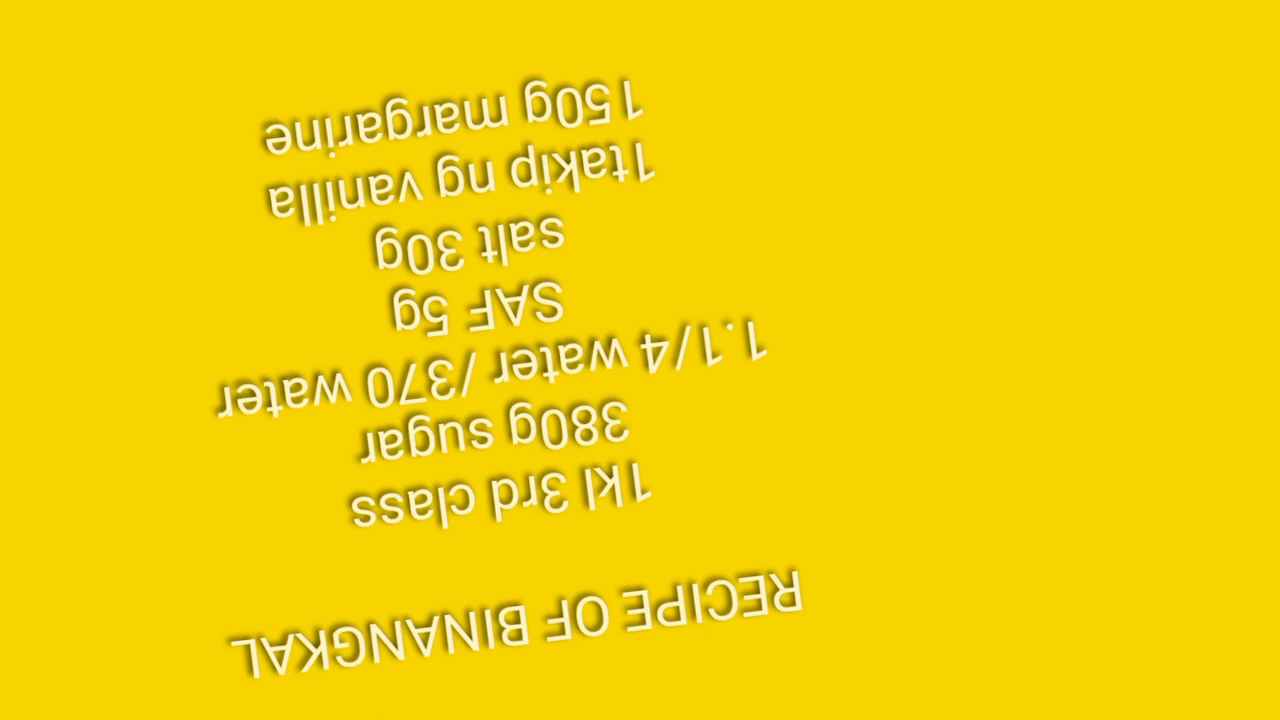 RECIPE OF BINANGKAL
1kl 3rd class
380g sugar
1.1/4 water /370 water
SAF 5g
salt 30g
1takip ng vanilla
150g margarine